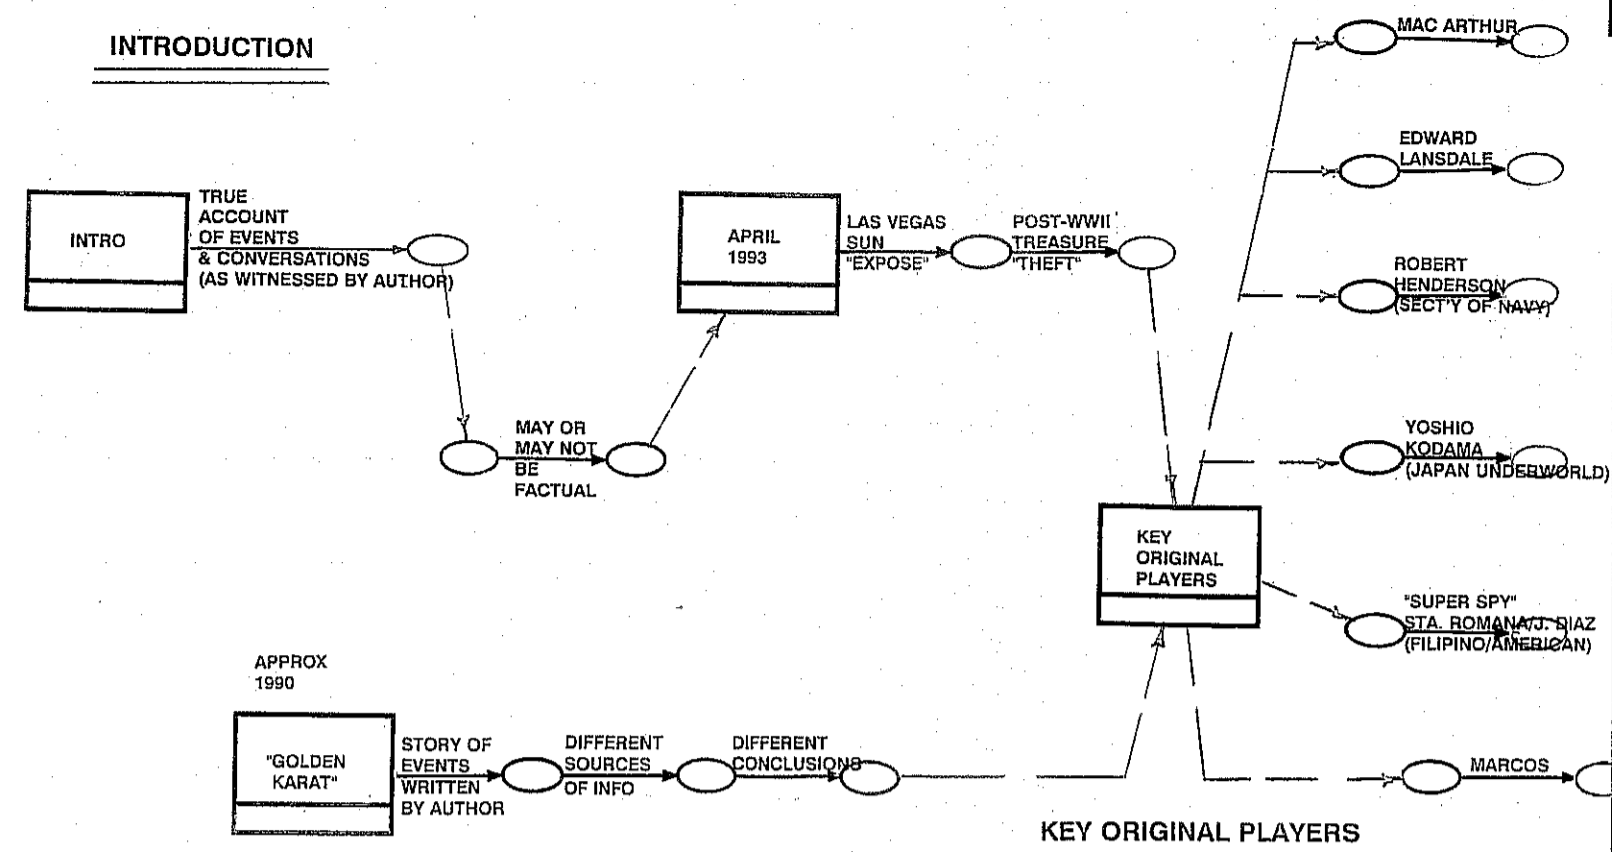 INTRODUCTION
INTRO
TRUE
ACCOUNT
OF EVENTS
& CONVERSATIONS
(AS WITNESSED BY AUTHOR)
MAY OR
MAY NOT
BE
FACTUAL
APRIL
1993
LAS VEGAS
SUN
"EXPOSE"
POST-WWII
TREASURE
"THEFT"
MAC ARTHUR
EDWARD
LANSDALE
ROBERT
HENDERSON
(SECT'Y OF NAVY)
YOSHIO
KODAMA
(JAPAN UNDERWORLD)
KEY
ORIGINAL
PLAYERS
"SUPER SPY"
STA. ROMANA/J. DIAZ
(FILIPINO/AMERICAN)
MARCOS
APPROX
1990
"GOLDEN
KARAT"
STORY OF
EVENTS
WRITTEN
BY AUTHOR
DIFFERENT
SOURCES
OF INFO
DIFFERENT
CONCLUSIONS
KEY ORIGINAL PLAYERS